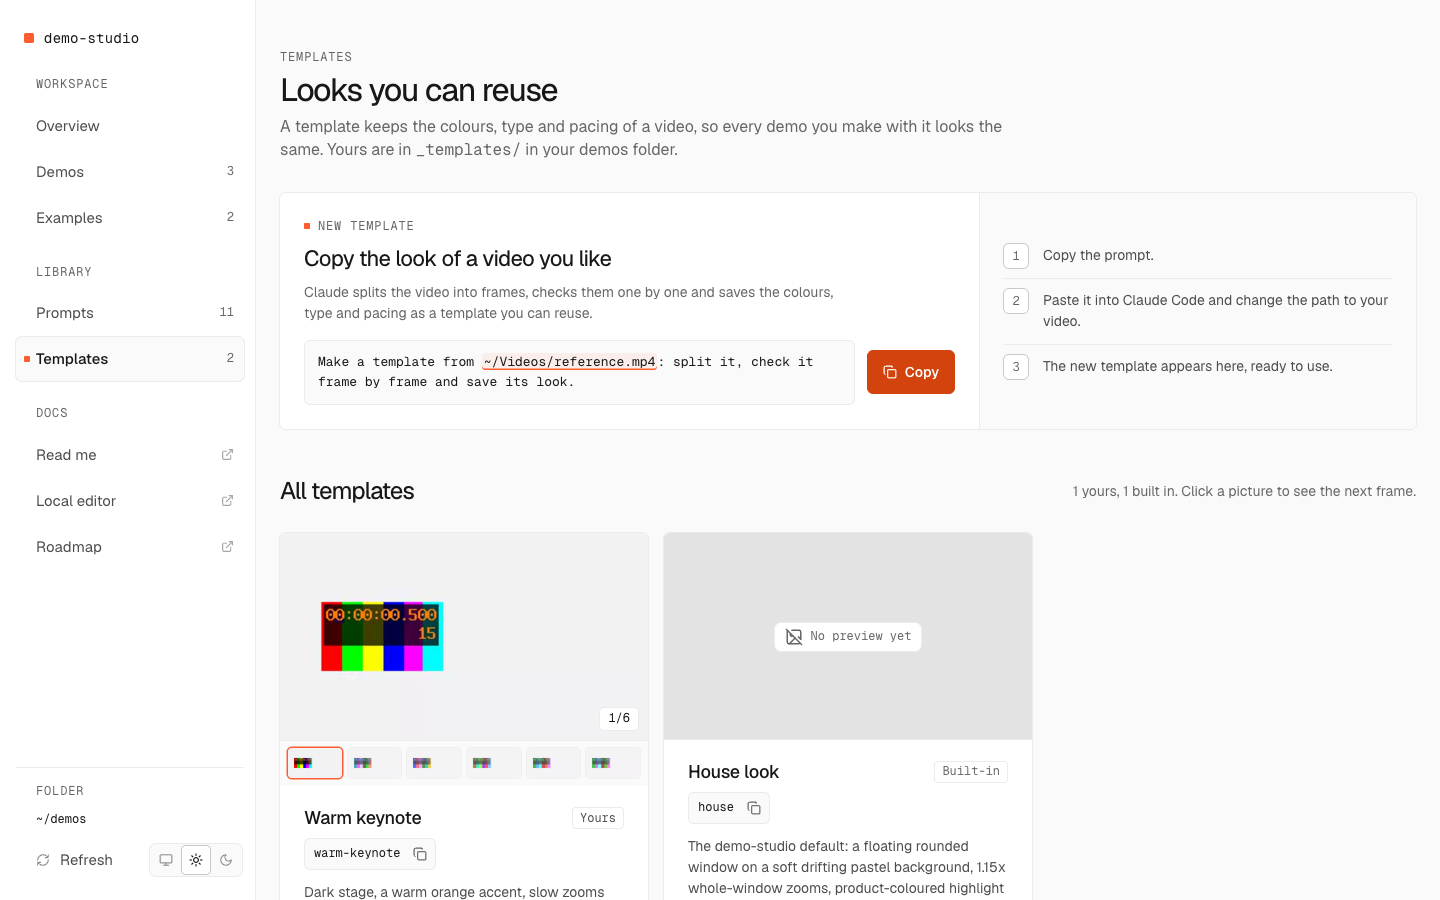 demo-studio
WORKSPACE
Overview
Demos 3
Examples 2
LIBRARY
Prompts 11
Templates 2
DOCS
Read me
Local editor
Roadmap
FOLDER
~/demos
Refresh
TEMPLATES
Looks you can reuse
A template keeps the colours, type and pacing of a video, so every demo you make with it looks the
same. Yours are in _templates/ in your demos folder.
NEW TEMPLATE
Copy the look of a video you like
Claude splits the video into frames, checks them one by one and saves the colours,
type and pacing as a template you can reuse.
Make a template from ~/Videos/reference.mp4: split it, check it
frame by frame and save its look.
Copy
1 Copy the prompt.
2 Paste it into Claude Code and change the path to your
video.
3 The new template appears here, ready to use.
All templates
1 yours, 1 built in. Click a picture to see the next frame.
00:00:00.500
15
1/6
Warm keynote Yours
warm-keynote
Dark stage, a warm orange accent, slow zooms
No preview yet
House look Built-in
house
The demo-studio default: a floating rounded
window on a soft drifting pastel background, 1.15x
whole-window zooms, product-coloured highlight